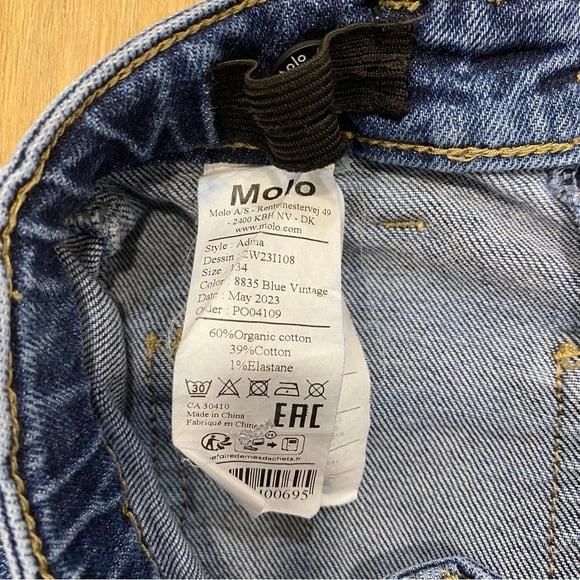 Molo
Molo
Molo A/S - Rentemestervej 49
- 2400 KBH NV - DK
www.molo.com
Style : Adina
Dessin : 2W23I108
Size : 134
Color : 8835 Blue Vintage
Date : May 2023
Order : PO04109
60%Organic cotton
39%Cotton
1%Elastane
30
CA 30410
Made in China
Fabriqué en Chine
EAC
efairedemesdechets.fr
00695